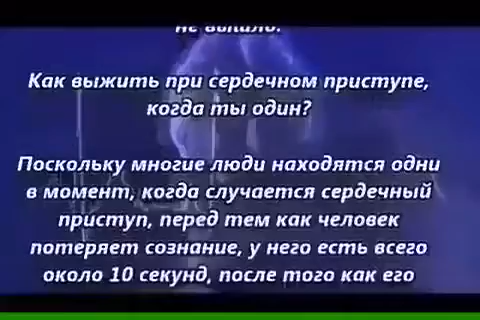 Как выжить при сердечном приступе,
когда ты один?
Поскольку многие люди находятся одни
в момент, когда случается сердечный
приступ, перед тем как человек
потеряет сознание, у него есть всего
около 10 секунд, после того как его